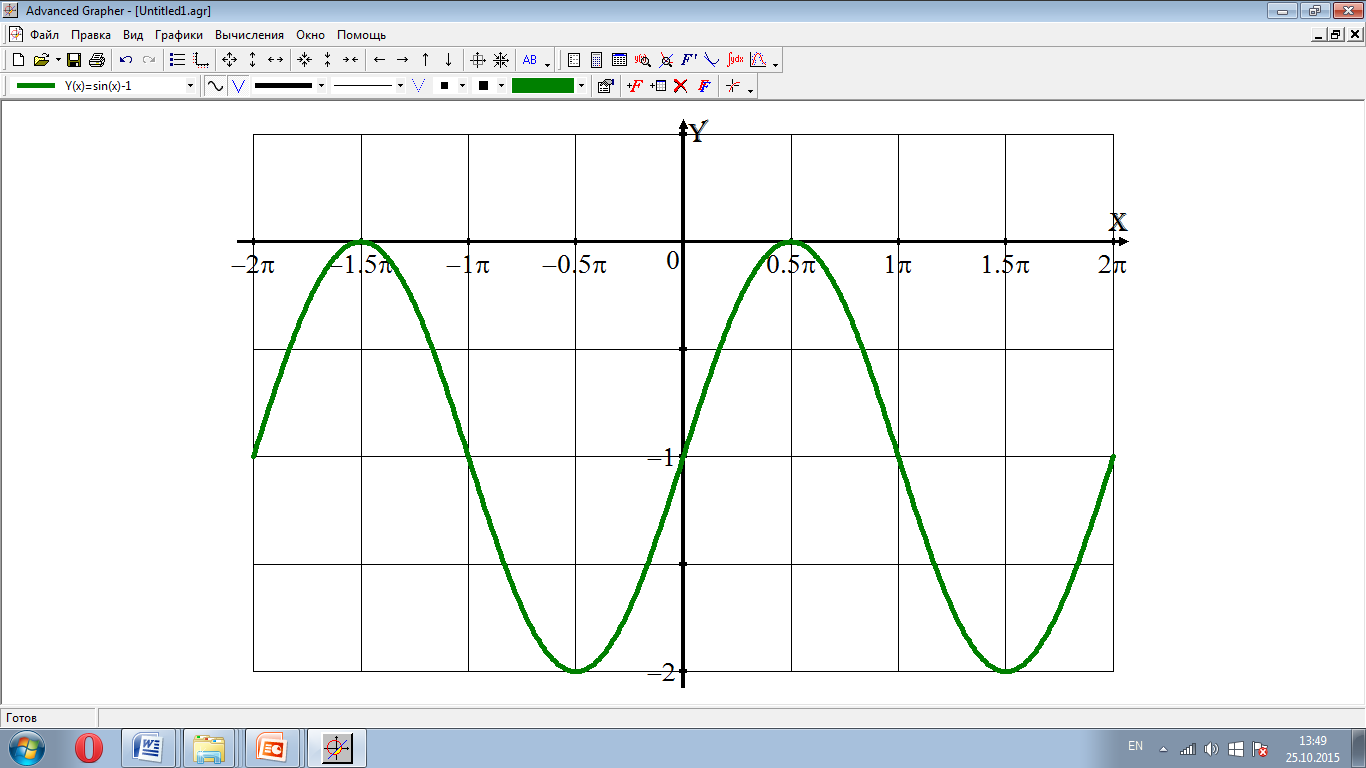 Advanced Grapher - [Untitled1.agr]
Файл Правка Вид Графики Вычисления Окно Помощь
AB F' ∫ydx
Y(x)=sin(x)-1 +F F
Y
X
−2π −1.5π −1π −0.5π 0 0.5π 1π 1.5π 2π
−1
−2
Готов
EN 13:49
25.10.2015